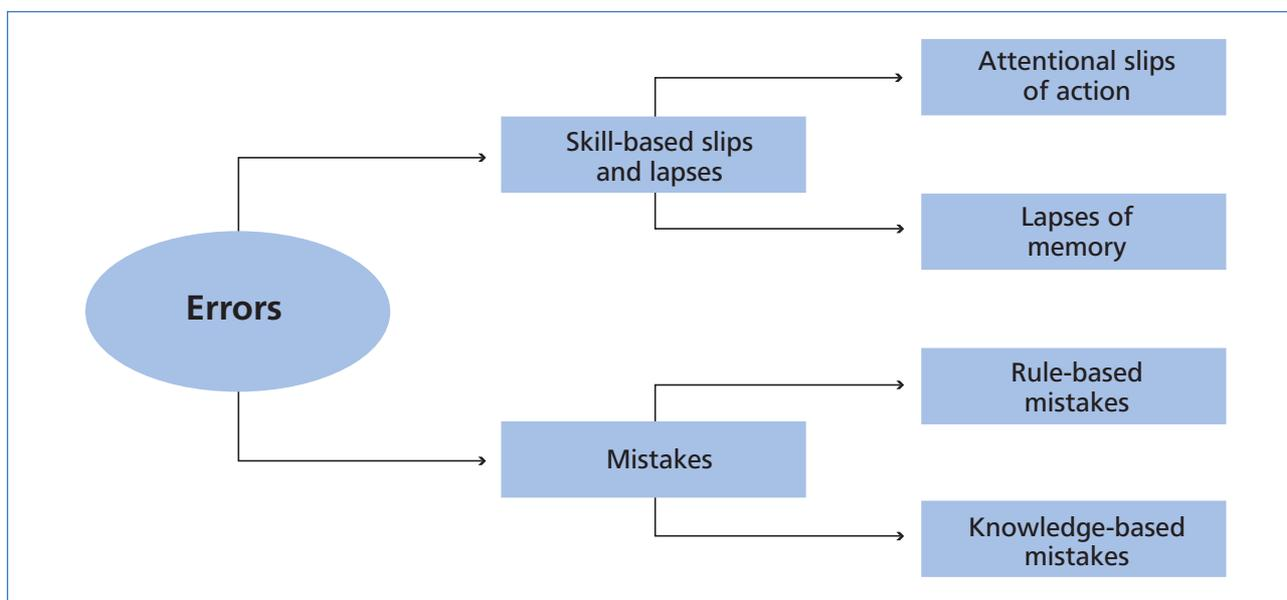 Errors
Skill-based slips
and lapses
Attentional slips
of action
Lapses of
memory
Mistakes
Rule-based
mistakes
Knowledge-based
mistakes